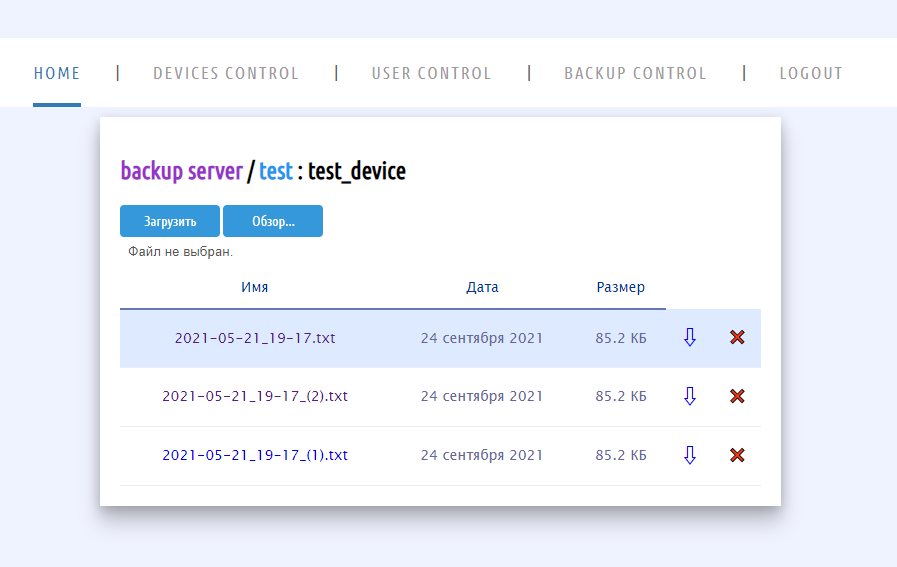 HOME | DEVICES CONTROL | USER CONTROL | BACKUP CONTROL | LOGOUT
backup server / test : test_device
Загрузить Обзор...
Файл не выбран.
Имя Дата Размер
2021-05-21_19-17.txt 24 сентября 2021 85.2 КБ
2021-05-21_19-17_(2).txt 24 сентября 2021 85.2 КБ
2021-05-21_19-17_(1).txt 24 сентября 2021 85.2 КБ